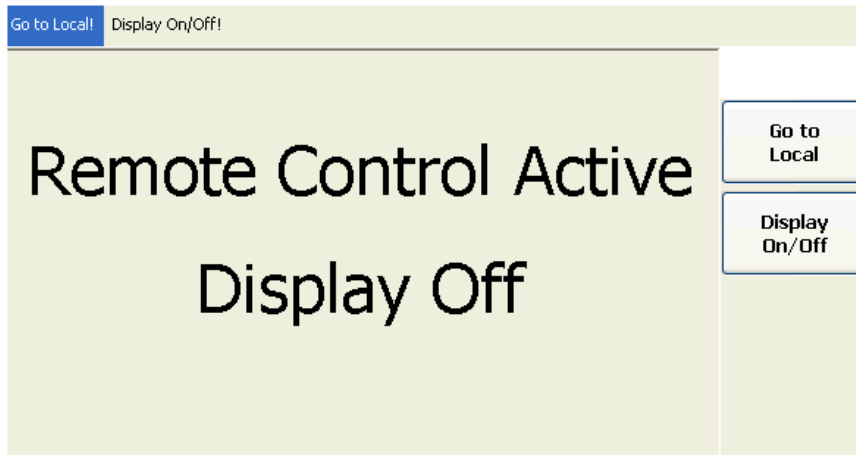 Go to Local! Display On/Off!
Remote Control Active
Display Off
Go to
Local
Display
On/Off